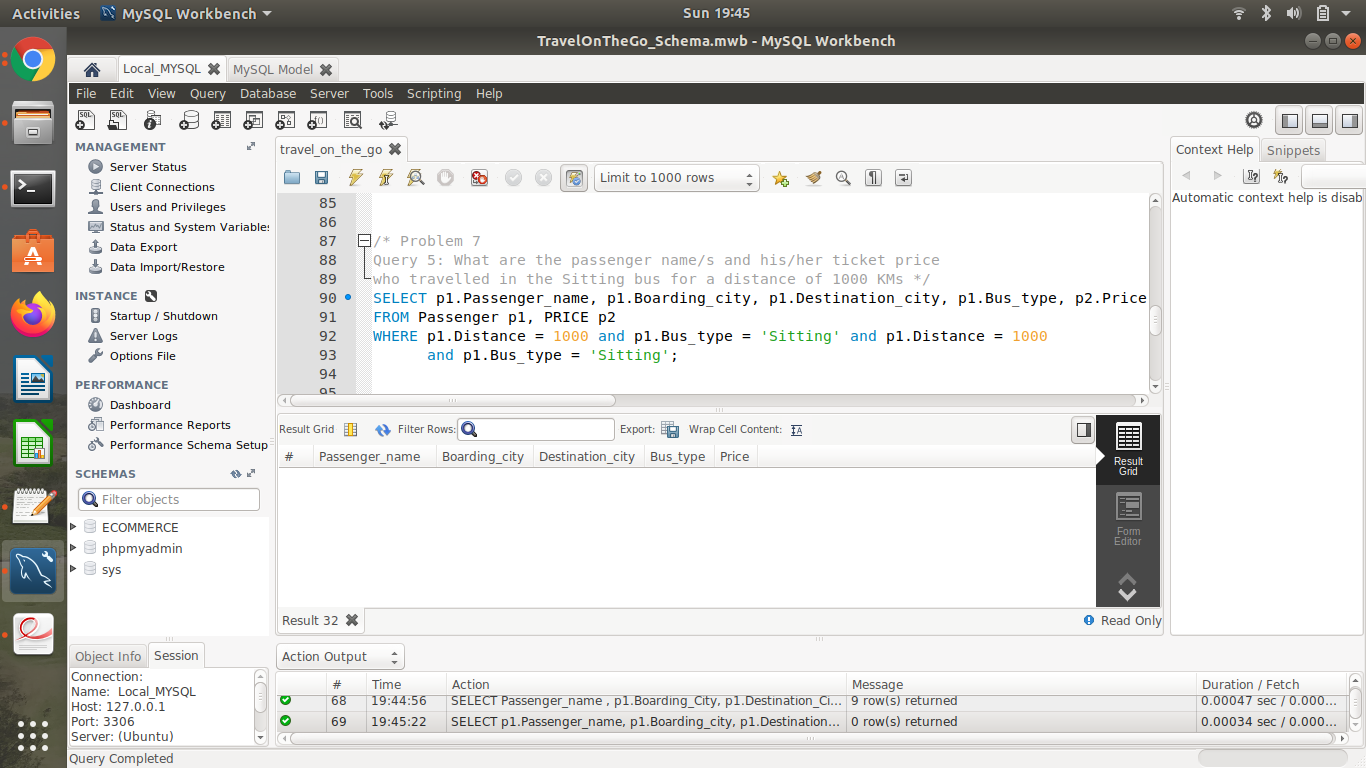 Activities MySQL Workbench Sun 19:45
TravelOnTheGo_Schema.mwb - MySQL Workbench
Local_MYSQL MySQL Model
File Edit View Query Database Server Tools Scripting Help
MANAGEMENT
Server Status
Client Connections
Users and Privileges
Status and System Variables
Data Export
Data Import/Restore
INSTANCE
Startup / Shutdown
Server Logs
Options File
PERFORMANCE
Dashboard
Performance Reports
Performance Schema Setup
SCHEMAS
Filter objects
ECOMMERCE
phpmyadmin
sys
Object Info Session
Connection:
Name: Local_MYSQL
Host: 127.0.0.1
Port: 3306
Server: (Ubuntu)
travel_on_the_go
Limit to 1000 rows
85
86
87 /* Problem 7
88 Query 5: What are the passenger name/s and his/her ticket price
89 who travelled in the Sitting bus for a distance of 1000 KMs */
90 SELECT p1.Passenger_name, p1.Boarding_city, p1.Destination_city, p1.Bus_type, p2.Price
91 FROM Passenger p1, PRICE p2
92 WHERE p1.Distance = 1000 and p1.Bus_type = 'Sitting' and p1.Distance = 1000
93 and p1.Bus_type = 'Sitting';
94
95
Result Grid Filter Rows: Export: Wrap Cell Content:
# Passenger_name Boarding_city Destination_city Bus_type Price
Result Grid
Form Editor
Result 32 Read Only
Context Help Snippets
Automatic context help is disab
Action Output
# Time Action Message Duration / Fetch
68 19:44:56 SELECT Passenger_name , p1.Boarding_City, p1.Destination_Ci... 9 row(s) returned 0.00047 sec / 0.000...
69 19:45:22 SELECT p1.Passenger_name, p1.Boarding_city, p1.Destination... 0 row(s) returned 0.00034 sec / 0.000...
Query Completed